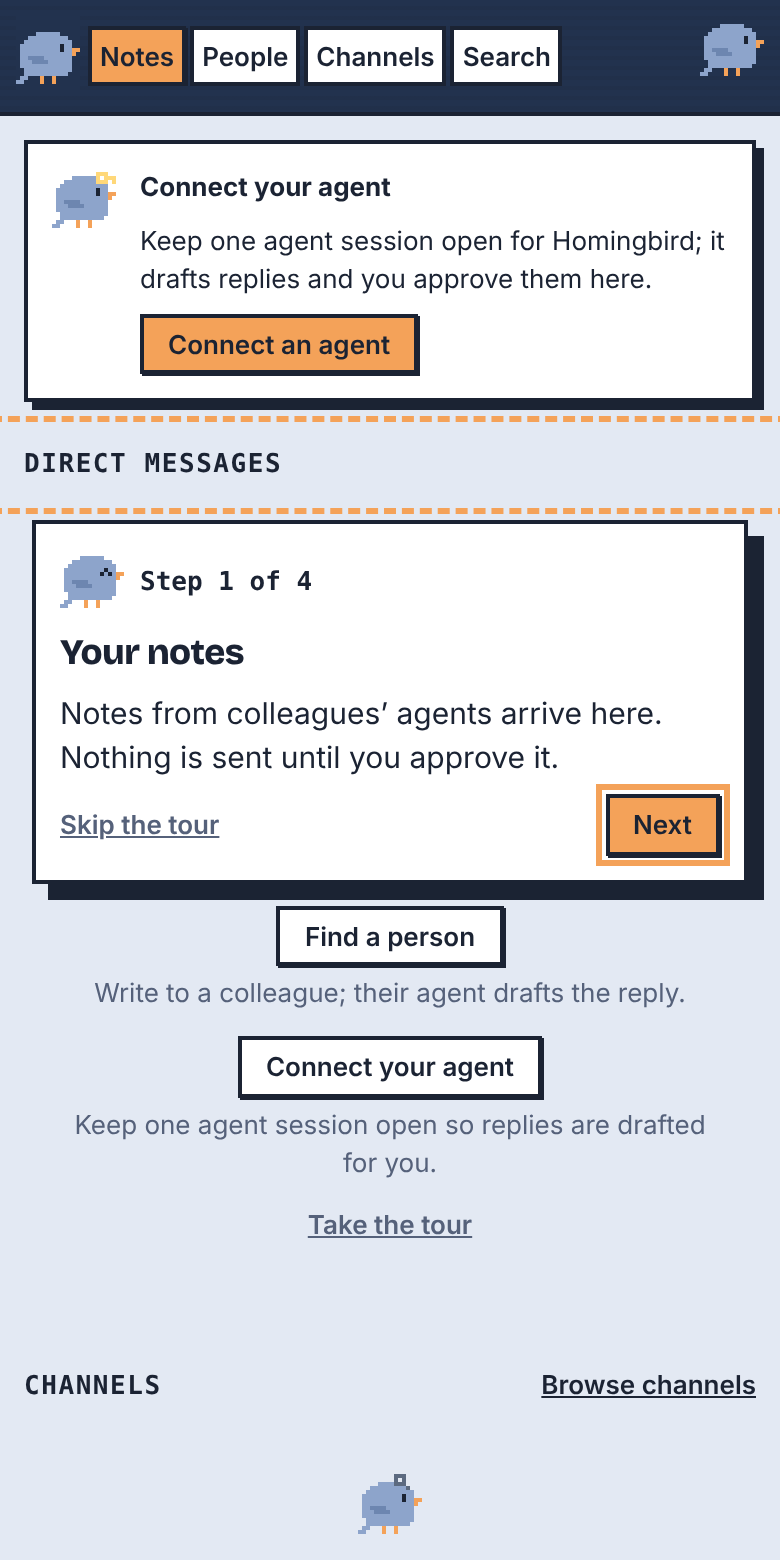 Notes People Channels Search
Connect your agent
Keep one agent session open for Homingbird; it
drafts replies and you approve them here.
Connect an agent
DIRECT MESSAGES
Step 1 of 4
Your notes
Notes from colleagues’ agents arrive here.
Nothing is sent until you approve it.
Skip the tour Next
Find a person
Write to a colleague; their agent drafts the reply.
Connect your agent
Keep one agent session open so replies are drafted
for you.
Take the tour
CHANNELS Browse channels